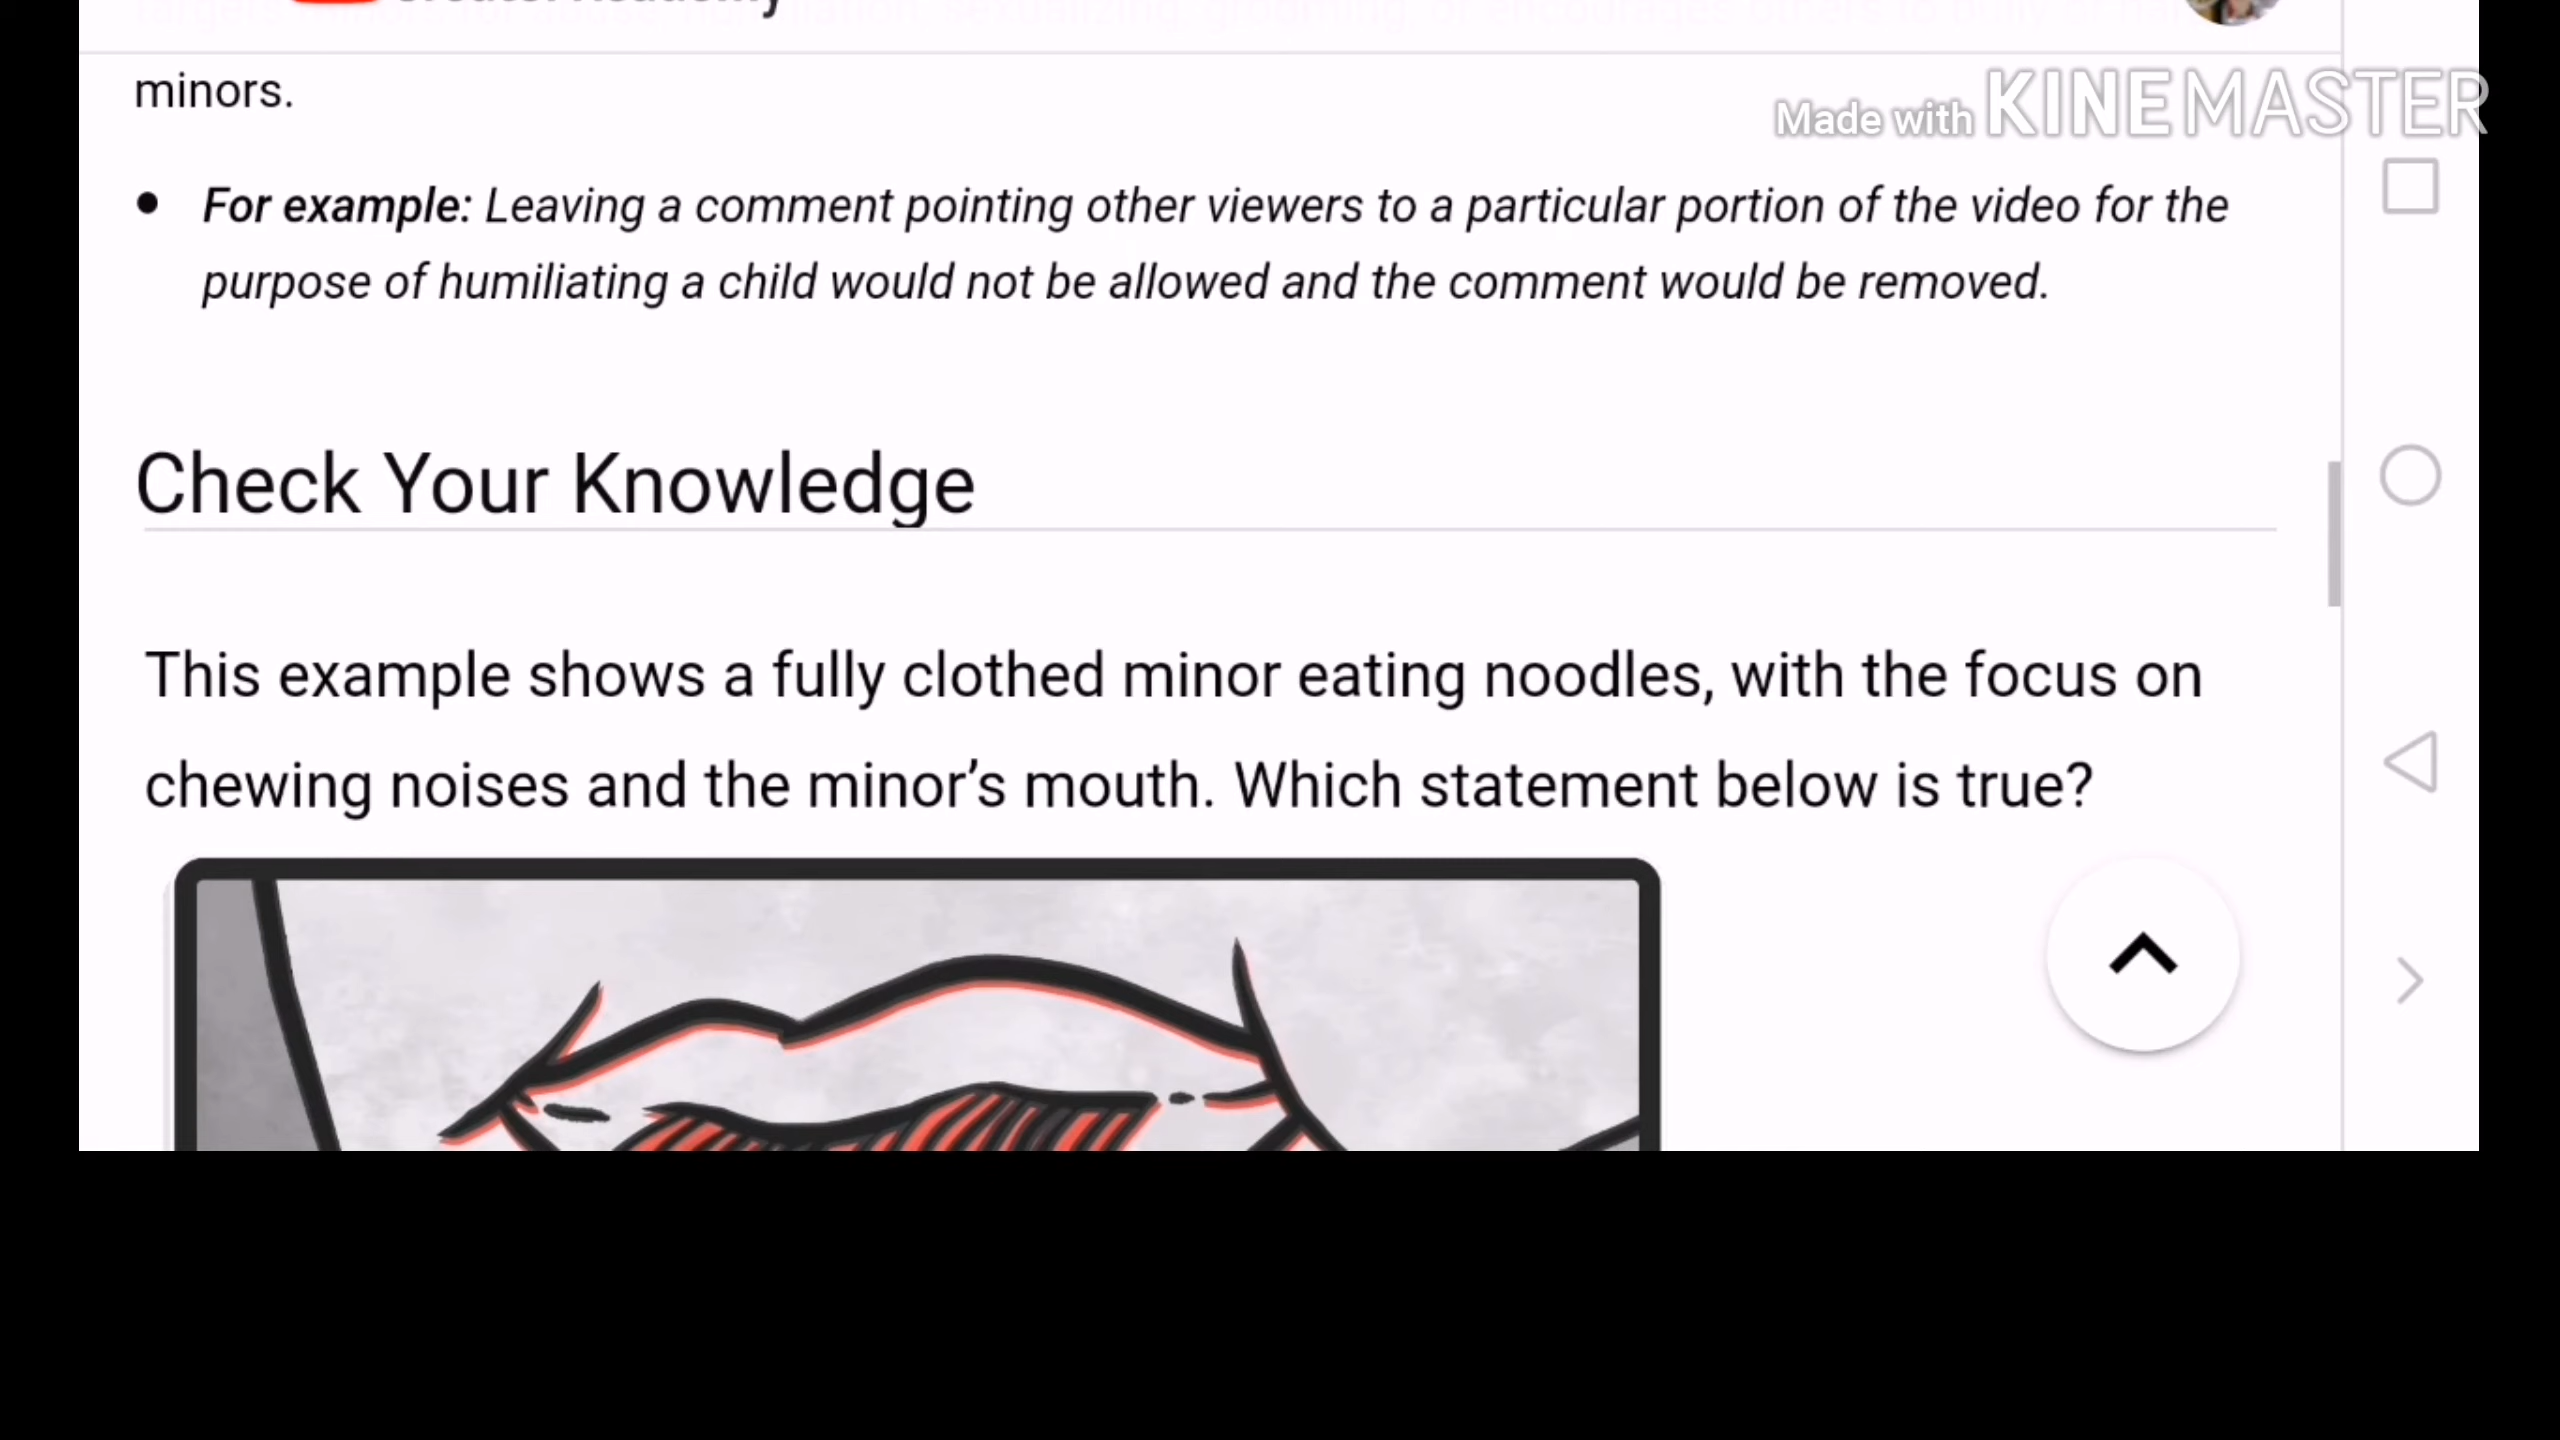 minors.
Made with KINEMASTER
• For example: Leaving a comment pointing other viewers to a particular portion of the video for the
purpose of humiliating a child would not be allowed and the comment would be removed.
Check Your Knowledge
This example shows a fully clothed minor eating noodles, with the focus on
chewing noises and the minor’s mouth. Which statement below is true?